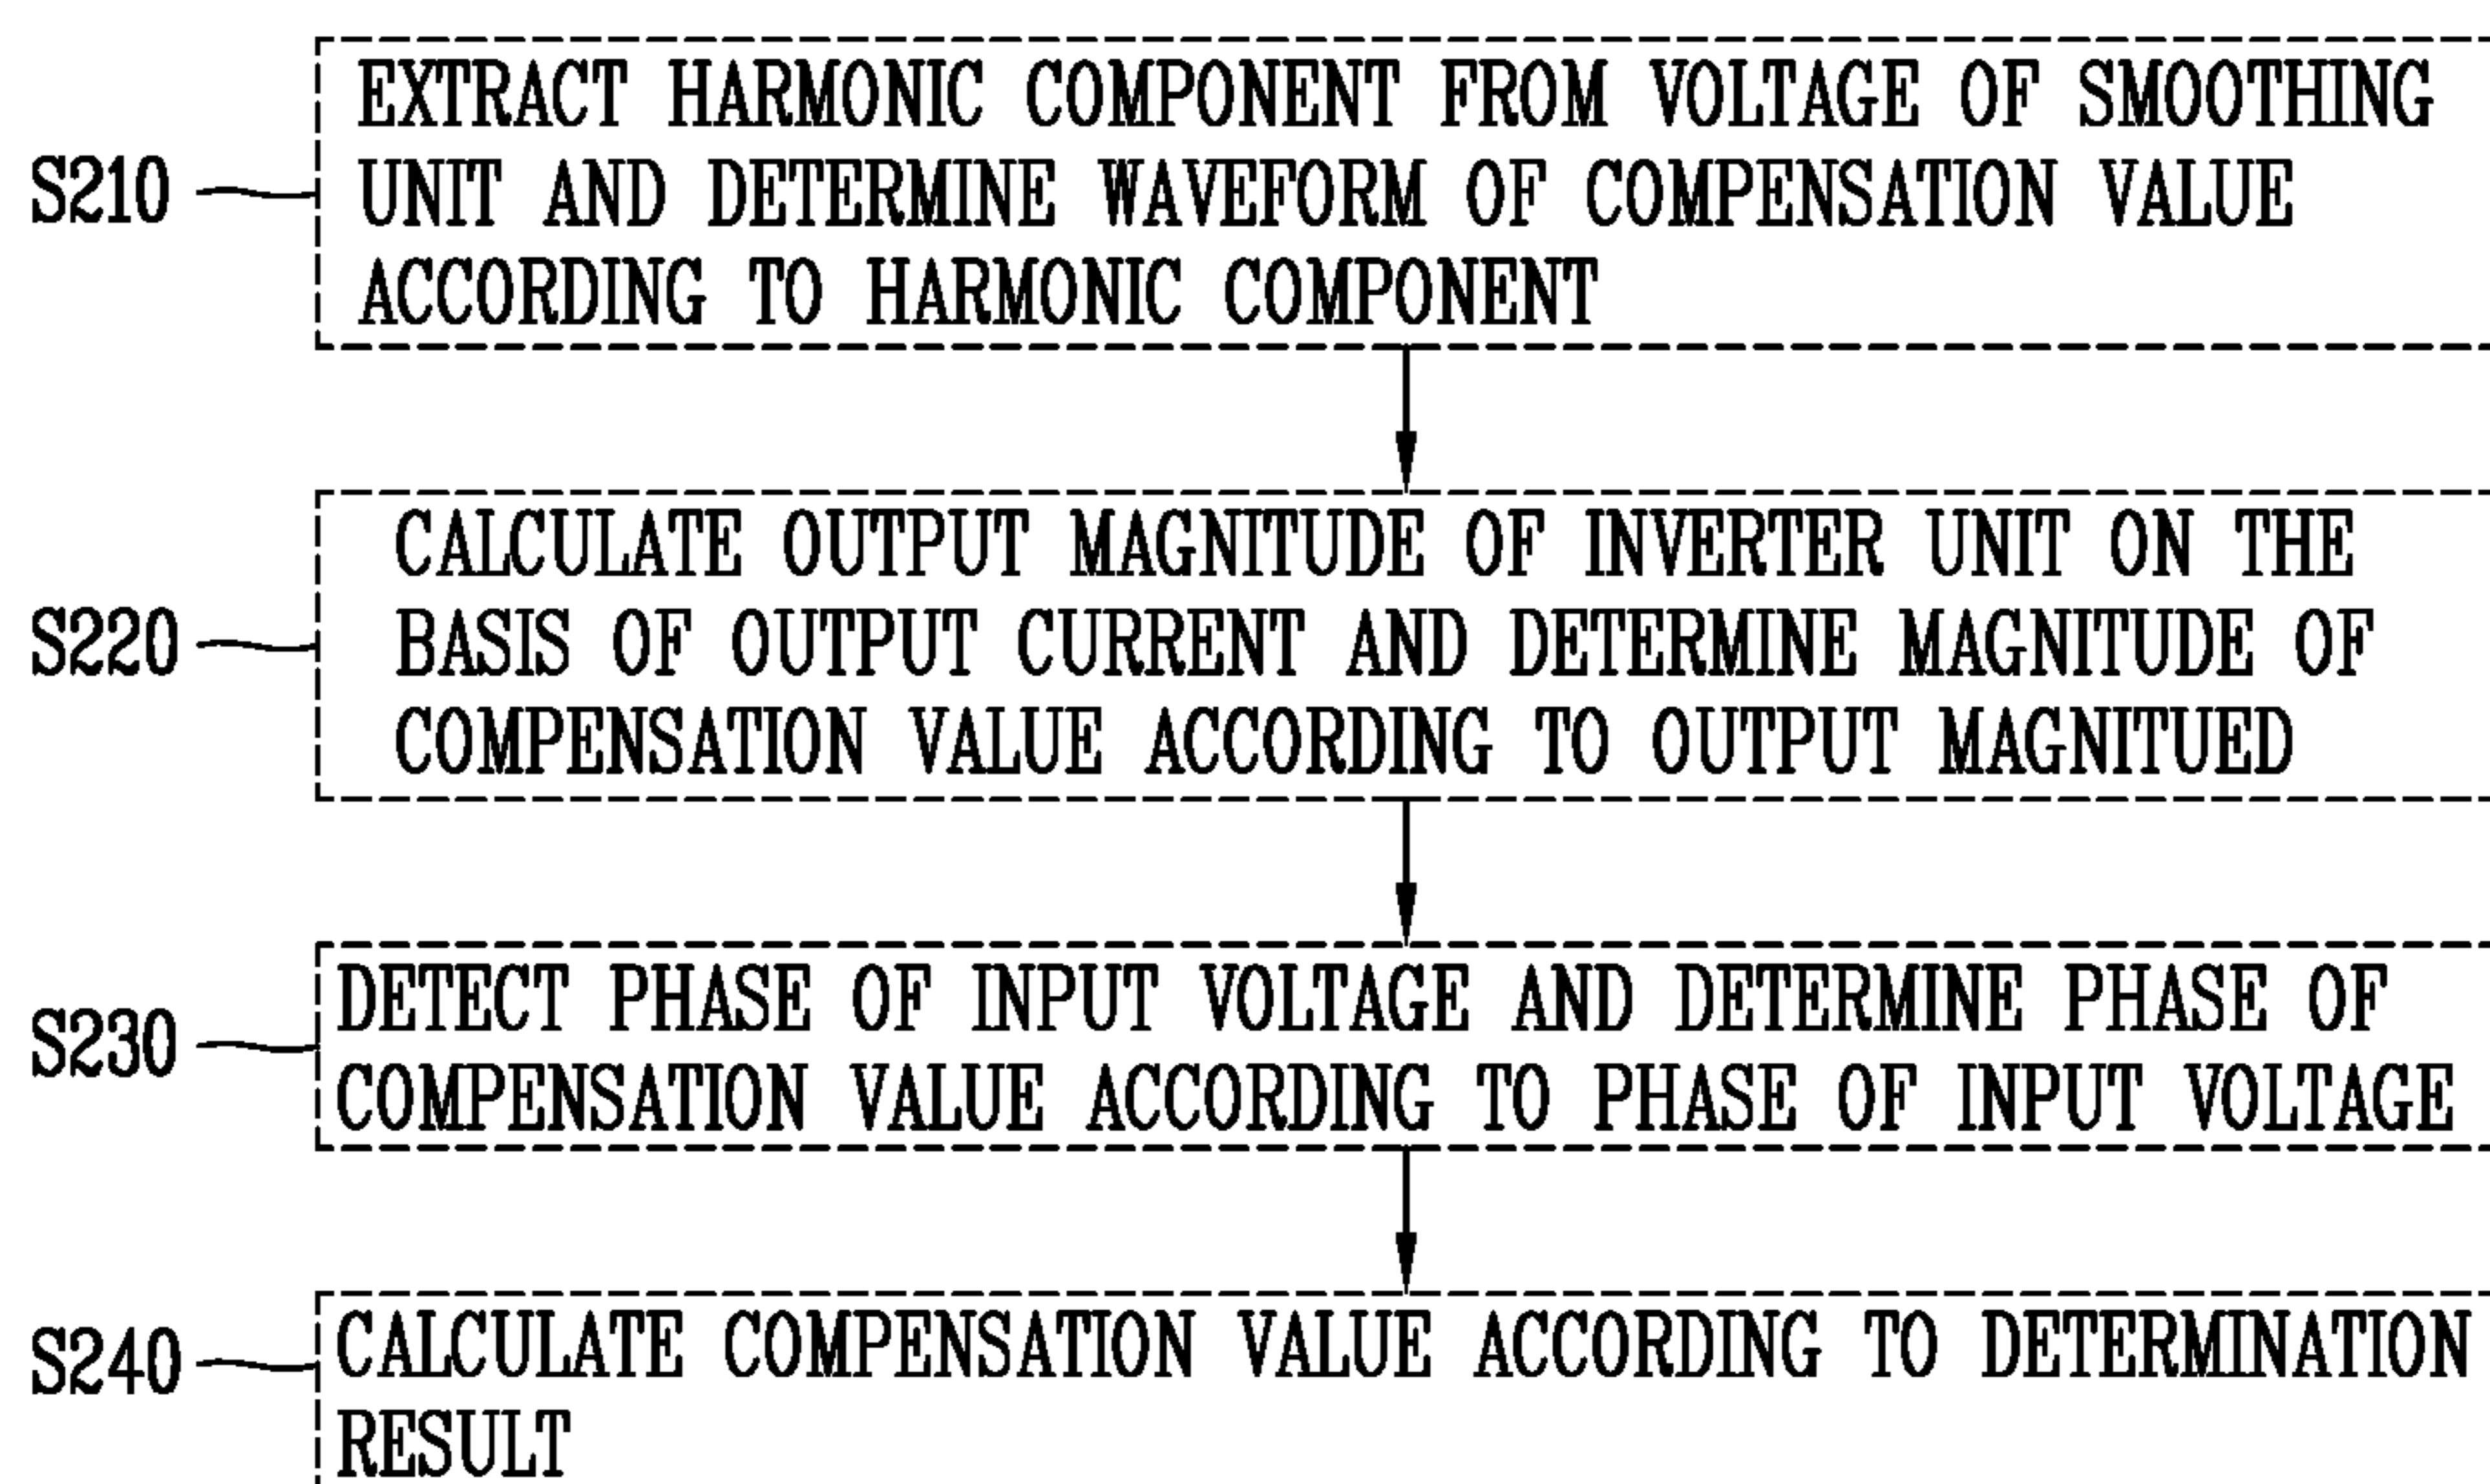 EXTRACT HARMONIC COMPONENT FROM VOLTAGE OF SMOOTHING
S210 UNIT AND DETERMINE WAVEFORM OF COMPENSATION VALUE
ACCORDING TO HARMONIC COMPONENT
CALCULATE OUTPUT MAGNITUDE OF INVERTER UNIT ON THE
S220 BASIS OF OUTPUT CURRENT AND DETERMINE MAGNITUDE OF
COMPENSATION VALUE ACCORDING TO OUTPUT MAGNITUED
DETECT PHASE OF INPUT VOLTAGE AND DETERMINE PHASE OF
S230
COMPENSATION VALUE ACCORDING TO PHASE OF INPUT VOLTAGE
S240 CALCULATE COMPENSATION VALUE ACCORDING TO DETERMINATION
RESULT